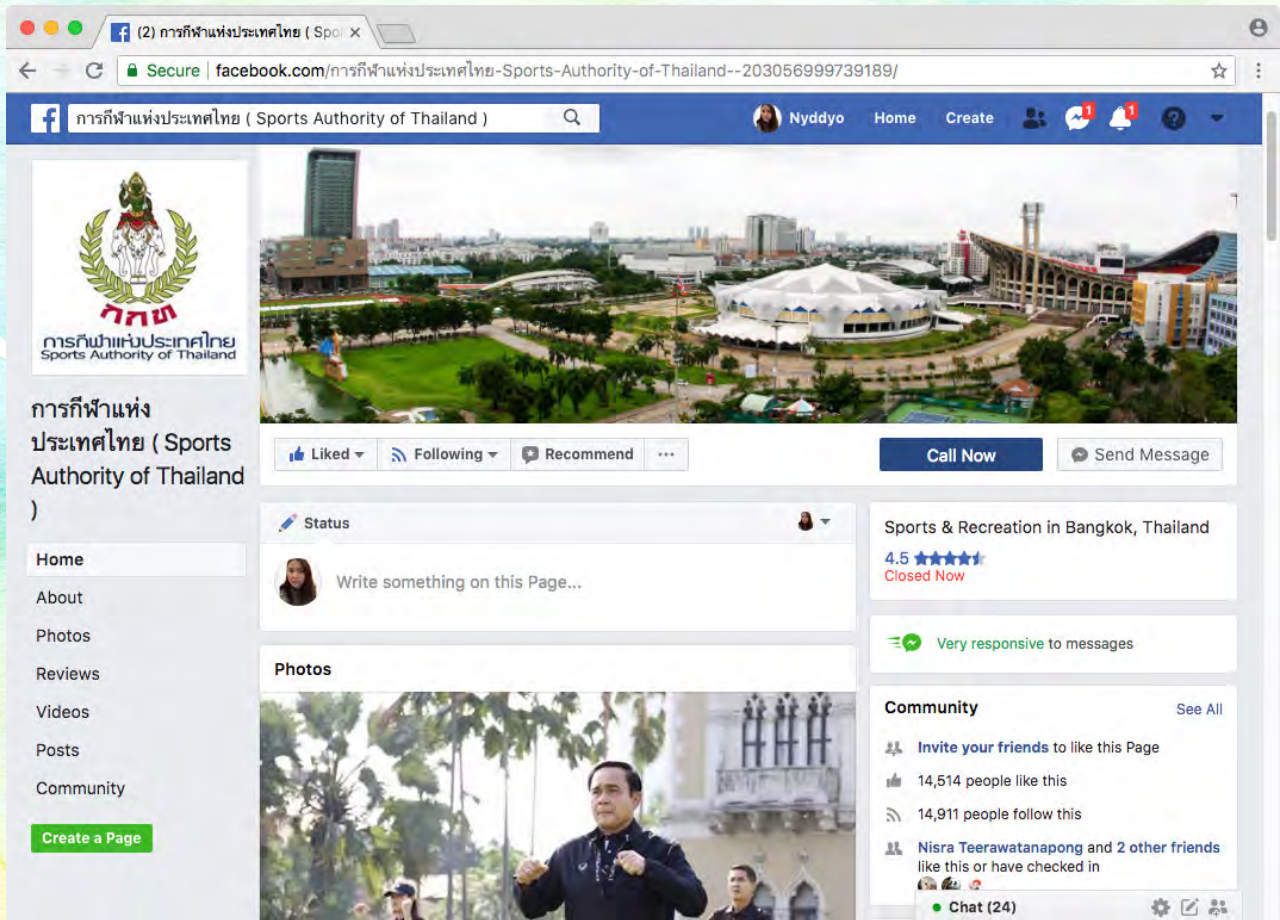 (2) การกีฬาแห่งประเทศไทย ( Spo
Secure | facebook.com/การกีฬาแห่งประเทศไทย-Sports-Authority-of-Thailand--203056999739189/
การกีฬาแห่งประเทศไทย ( Sports Authority of Thailand )
Nyddyo Home Create 1 1
กกท
การกีฬาแห่งประเทศไทย
Sports Authority of Thailand
การกีฬาแห่ง
ประเทศไทย ( Sports
Authority of Thailand
)
Home
About
Photos
Reviews
Videos
Posts
Community
Create a Page
Liked Following Recommend ...
Call Now Send Message
Status
Write something on this Page...
Photos
Sports & Recreation in Bangkok, Thailand
4.5
Closed Now
Very responsive to messages
Community See All
Invite your friends to like this Page
14,514 people like this
14,911 people follow this
Nisra Teerawatanapong and 2 other friends
like this or have checked in
Chat (24)